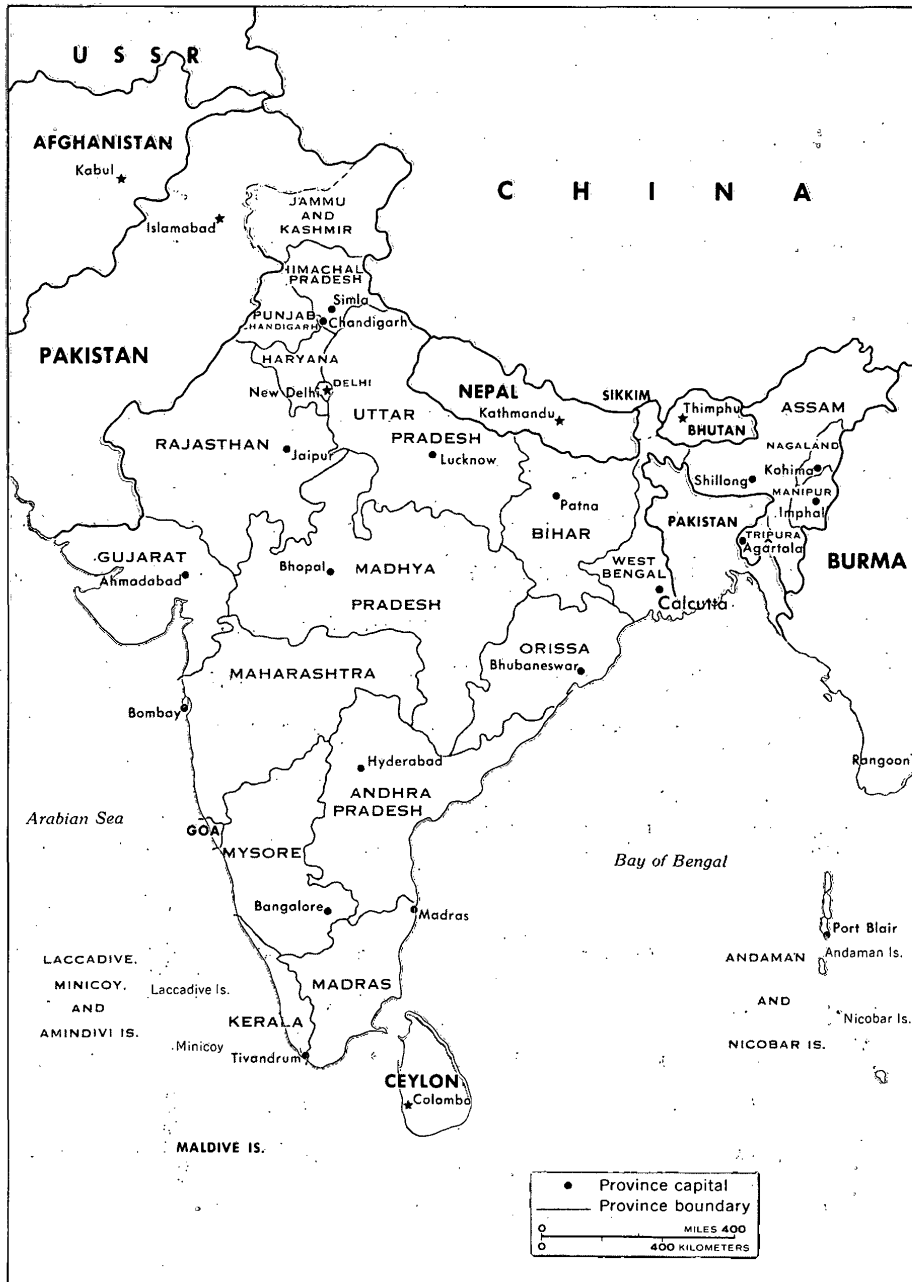 U S S R
AFGHANISTAN
Kabul
C H I N A
JAMMU
AND
KASHMIR
Islamabad
HIMACHAL
PRADESH
Simla
PUNJAB
CHANDIGARH
Chandigarh
PAKISTAN
HARYANA
DELHI
New Delhi
NEPAL
Kathmandu
SIKKIM
Thimphu
BHUTAN
ASSAM
UTTAR
PRADESH
RAJASTHAN
Jaipur
Lucknow
NAGALAND
Kohima
Shillong
MANIPUR
Imphal
Patna
BIHAR
PAKISTAN
TRIPURA
Agartala
GUJARAT
Ahmadabad
Bhopal
MADHYA
PRADESH
WEST
BENGAL
Calcutta
BURMA
ORISSA
Bhubaneswar
MAHARASHTRA
Bombay
Rangoon
Hyderabad
ANDHRA
PRADESH
Arabian Sea
GOA
MYSORE
Bay of Bengal
Bangalore
Madras
Port Blair
Andaman Is.
ANDAMAN
AND
NICOBAR IS.
Nicobar Is.
LACCADIVE,
MINICOY,
AND
AMINDIVI IS.
Laccadive Is.
MADRAS
KERALA
Minicoy
Tivandrum
CEYLON
Colombo
MALDIVE IS.
Province capital
Province boundary
0 MILES 400
0 400 KILOMETERS